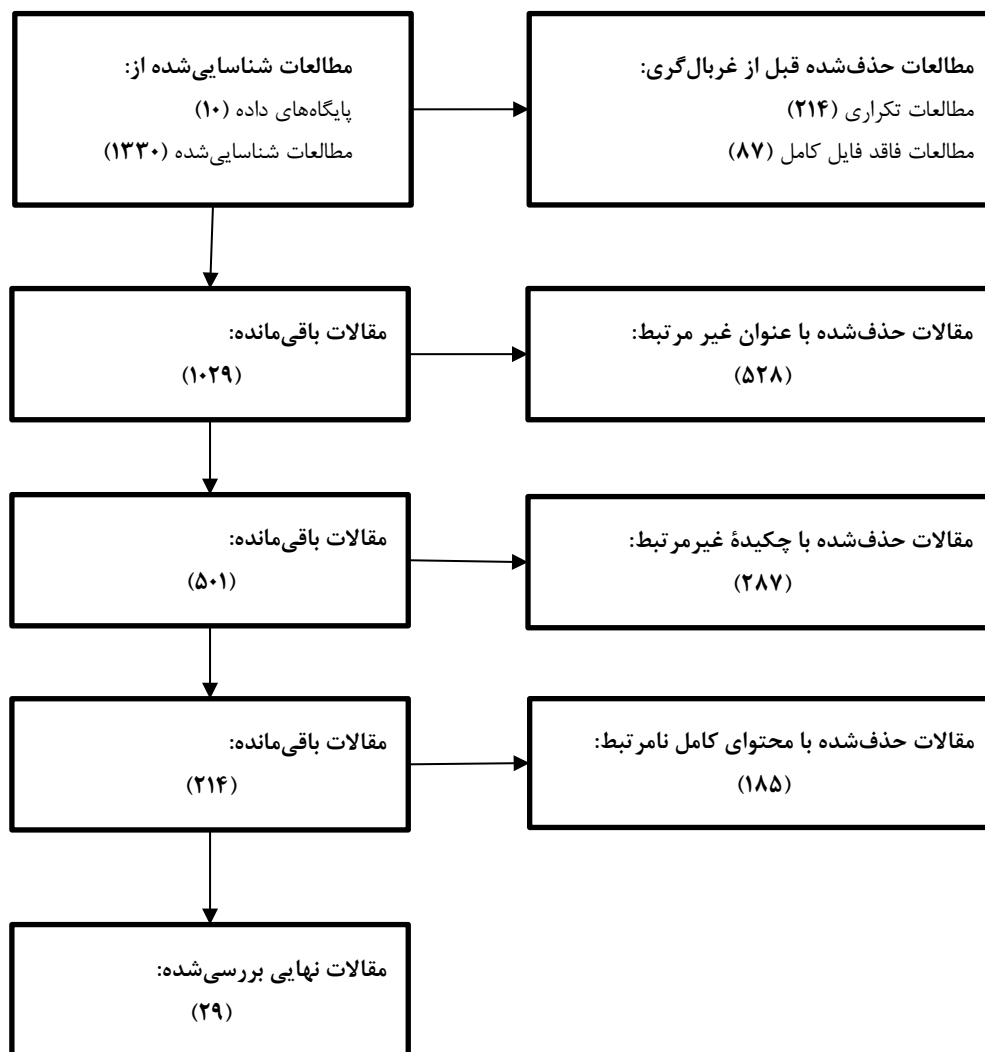 مطالعات شناسایی‌شده از:
پایگاه‌های داده (۱۰)
مطالعات شناسایی‌شده (۱۳۳۰)
مطالعات حذف‌شده قبل از غربال‌گری:
مطالعات تکراری (۲۱۴)
مطالعات فاقد فایل کامل (۸۷)
مقالات باقی‌مانده:
(۱۰۲۹)
مقالات حذف‌شده با عنوان غیر مرتبط:
(۵۲۸)
مقالات باقی‌مانده:
(۵۰۱)
مقالات حذف‌شده با چکیدهٔ غیرمرتبط:
(۲۸۷)
مقالات باقی‌مانده:
(۲۱۴)
مقالات حذف‌شده با محتوای کامل نامرتبط:
(۱۸۵)
مقالات نهایی بررسی‌شده:
(۲۹)